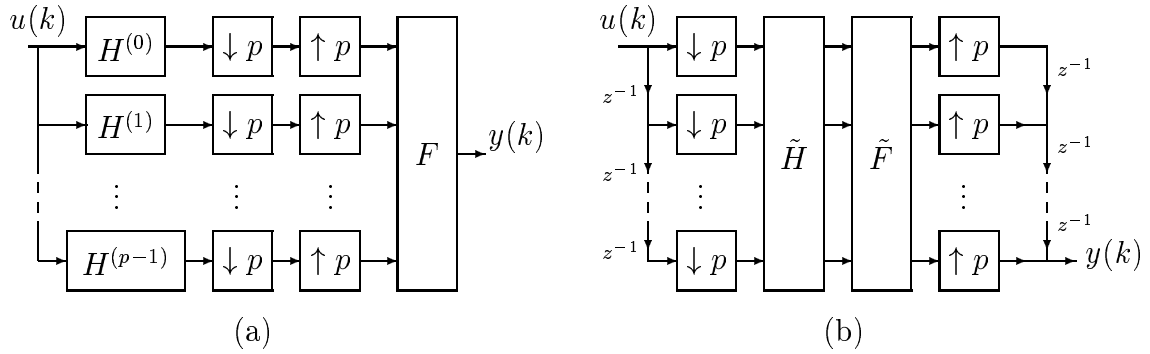 u(k) H^{(0)} ↓ p ↑ p
H^{(1)} ↓ p ↑ p F y(k)
⋮ ⋮ ⋮
H^{(p−1)} ↓ p ↑ p
(a)
u(k) ↓ p ↑ p
z^{−1} z^{−1}
↓ p H̃ F̃ ↑ p
z^{−1} z^{−1}
⋮ ⋮
z^{−1} z^{−1}
↓ p ↑ p y(k)
(b)